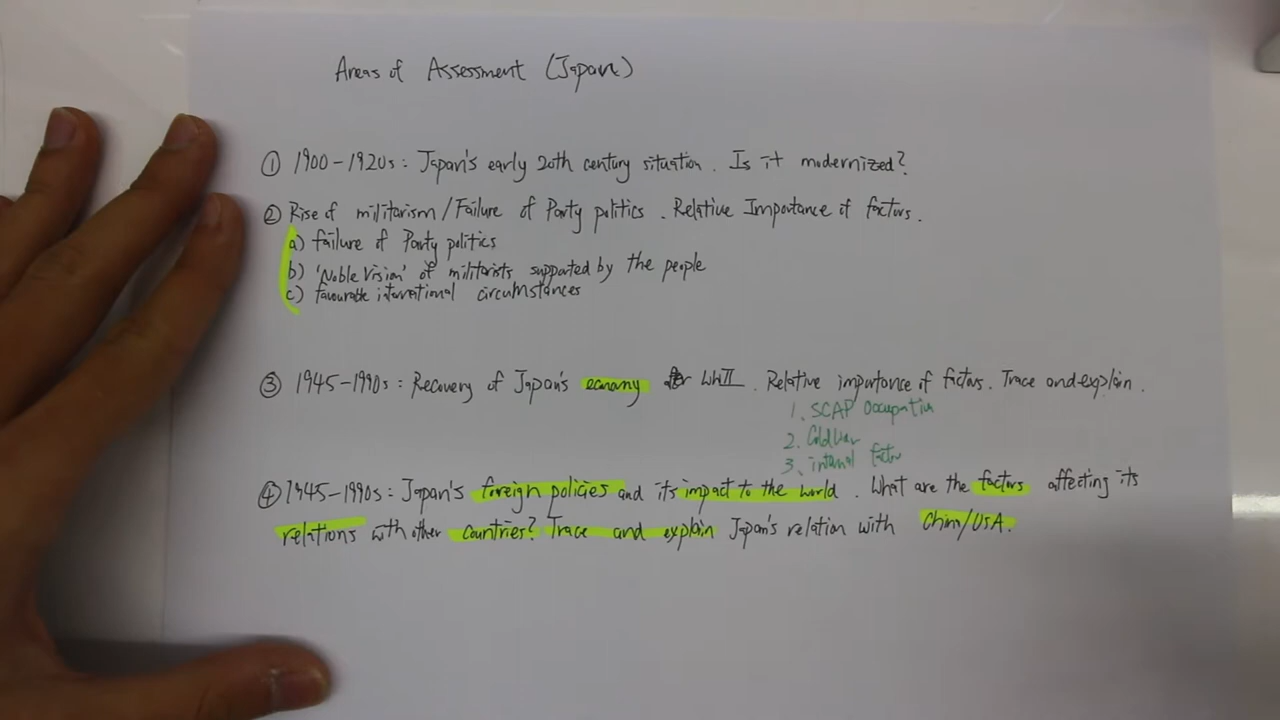 Areas of Assessment (Japan)
① 1900-1920s: Japan's early 20th century situation. Is it modernized?
② Rise of militarism/Failure of Party politics. Relative Importance of factors.
a) failure of Party politics
b) 'Noble Vision' of militarists supported by the people
c) favourable international circumstances
③ 1945-1990s: Recovery of Japan's economy after WWII. Relative importance of factors. Trace and explain.
1. SCAP Occupation
2. Cold War
3. internal factor
④ 1945-1990s: Japan's foreign policies and its impact to the world. What are the factors affecting its
relations with other countries? Trace and explain Japan's relation with China/USA.